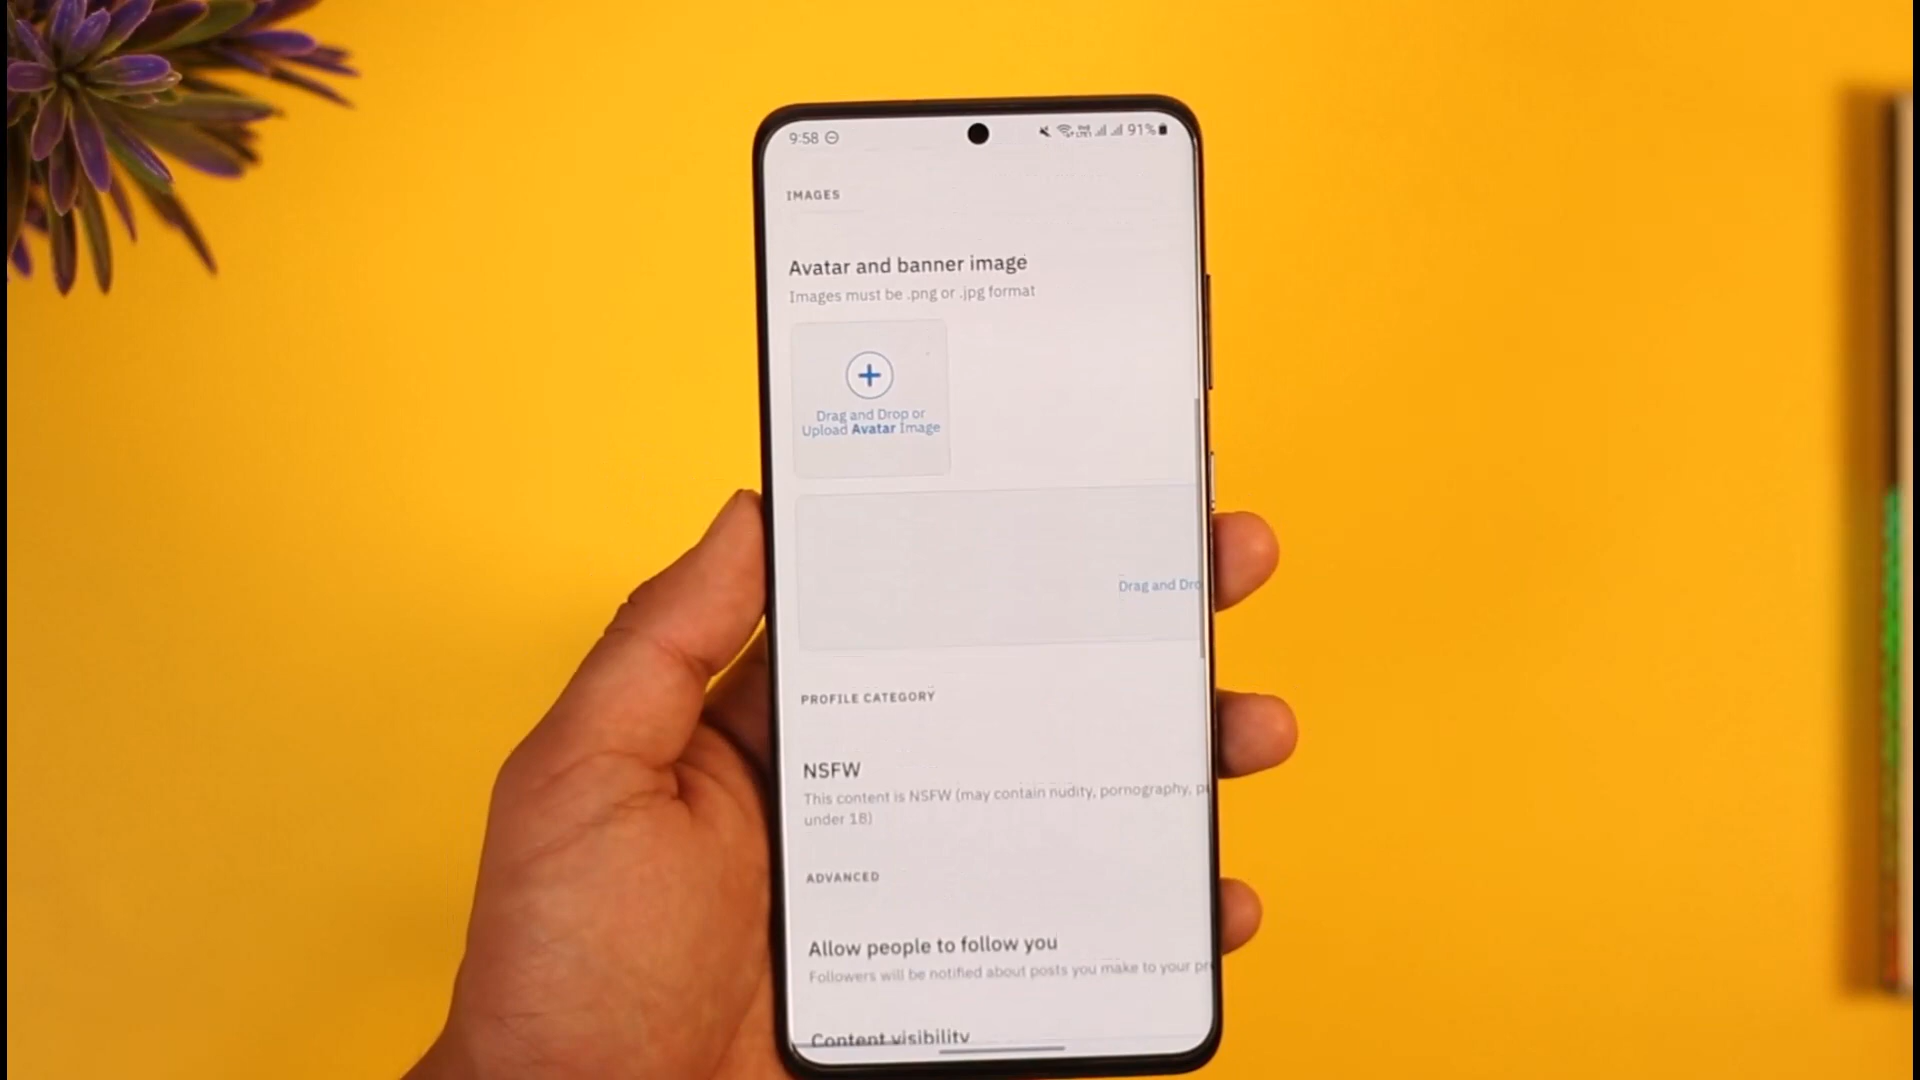 9:58
91%
IMAGES
Avatar and banner image
Images must be .png or .jpg format
Drag and Drop or
Upload Avatar Image
Drag and Dro
PROFILE CATEGORY
NSFW
This content is NSFW (may contain nudity, pornography,
under 18)
ADVANCED
Allow people to follow you
Followers will be notified about posts you make to your
Content visibility